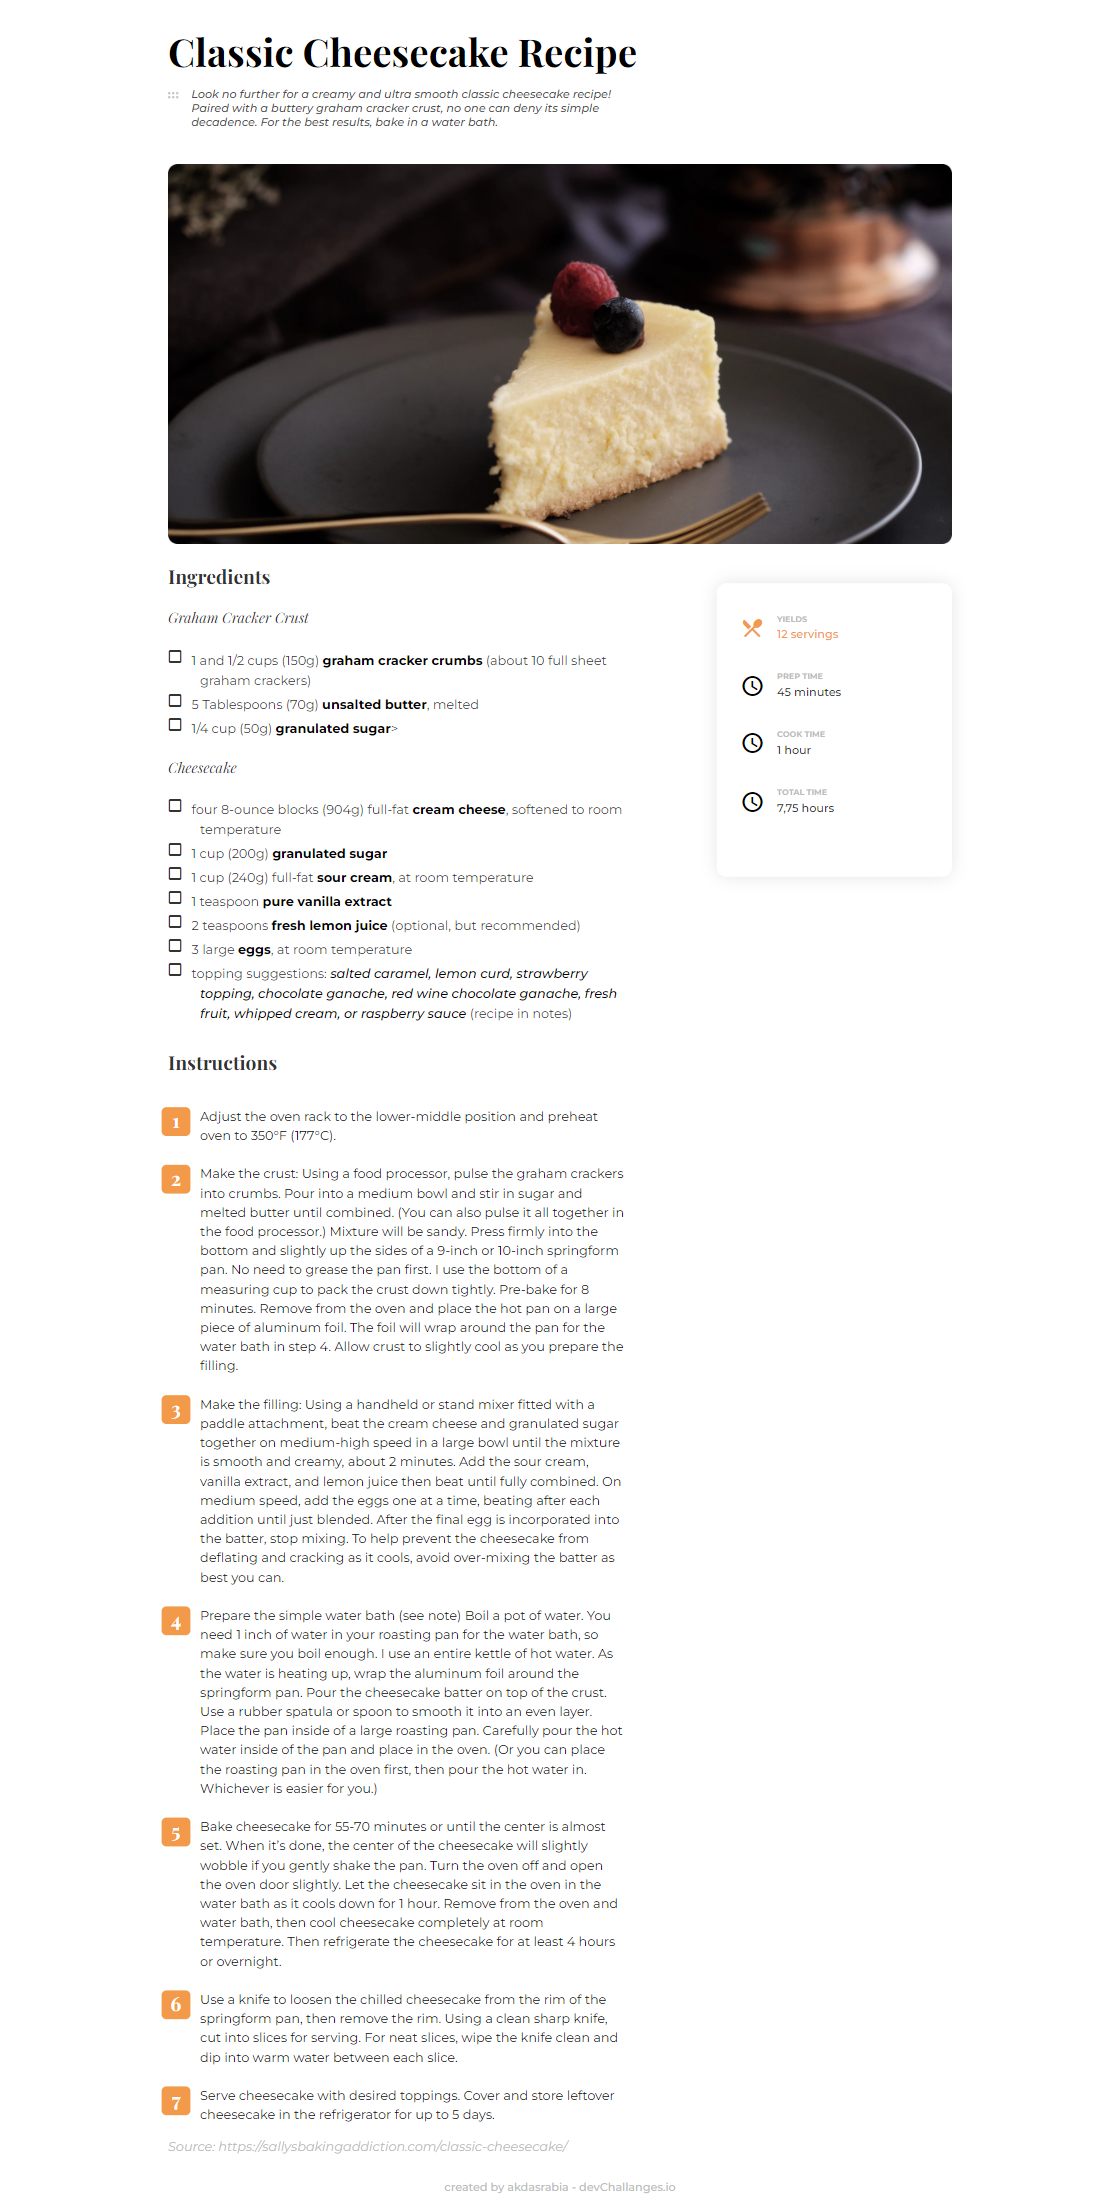 Classic Cheesecake Recipe
Look no further for a creamy and ultra smooth classic cheesecake recipe!
Paired with a buttery graham cracker crust, no one can deny its simple
decadence. For the best results, bake in a water bath.
Ingredients
Graham Cracker Crust
1 and 1/2 cups (150g) graham cracker crumbs (about 10 full sheet
graham crackers)
5 Tablespoons (70g) unsalted butter, melted
1/4 cup (50g) granulated sugar>
Cheesecake
four 8-ounce blocks (904g) full-fat cream cheese, softened to room
temperature
1 cup (200g) granulated sugar
1 cup (240g) full-fat sour cream, at room temperature
1 teaspoon pure vanilla extract
2 teaspoons fresh lemon juice (optional, but recommended)
3 large eggs, at room temperature
topping suggestions: salted caramel, lemon curd, strawberry
topping, chocolate ganache, red wine chocolate ganache, fresh
fruit, whipped cream, or raspberry sauce (recipe in notes)
YIELDS
12 servings
PREP TIME
45 minutes
COOK TIME
1 hour
TOTAL TIME
7,75 hours
Instructions
1 Adjust the oven rack to the lower-middle position and preheat
oven to 350°F (177°C).
2 Make the crust: Using a food processor, pulse the graham crackers
into crumbs. Pour into a medium bowl and stir in sugar and
melted butter until combined. (You can also pulse it all together in
the food processor.) Mixture will be sandy. Press firmly into the
bottom and slightly up the sides of a 9-inch or 10-inch springform
pan. No need to grease the pan first. I use the bottom of a
measuring cup to pack the crust down tightly. Pre-bake for 8
minutes. Remove from the oven and place the hot pan on a large
piece of aluminum foil. The foil will wrap around the pan for the
water bath in step 4. Allow crust to slightly cool as you prepare the
filling.
3 Make the filling: Using a handheld or stand mixer fitted with a
paddle attachment, beat the cream cheese and granulated sugar
together on medium-high speed in a large bowl until the mixture
is smooth and creamy, about 2 minutes. Add the sour cream,
vanilla extract, and lemon juice then beat until fully combined. On
medium speed, add the eggs one at a time, beating after each
addition until just blended. After the final egg is incorporated into
the batter, stop mixing. To help prevent the cheesecake from
deflating and cracking as it cools, avoid over-mixing the batter as
best you can.
4 Prepare the simple water bath (see note) Boil a pot of water. You
need 1 inch of water in your roasting pan for the water bath, so
make sure you boil enough. I use an entire kettle of hot water. As
the water is heating up, wrap the aluminum foil around the
springform pan. Pour the cheesecake batter on top of the crust.
Use a rubber spatula or spoon to smooth it into an even layer.
Place the pan inside of a large roasting pan. Carefully pour the hot
water inside of the pan and place in the oven. (Or you can place
the roasting pan in the oven first, then pour the hot water in.
Whichever is easier for you.)
5 Bake cheesecake for 55-70 minutes or until the center is almost
set. When it’s done, the center of the cheesecake will slightly
wobble if you gently shake the pan. Turn the oven off and open
the oven door slightly. Let the cheesecake sit in the oven in the
water bath as it cools down for 1 hour. Remove from the oven and
water bath, then cool cheesecake completely at room
temperature. Then refrigerate the cheesecake for at least 4 hours
or overnight.
6 Use a knife to loosen the chilled cheesecake from the rim of the
springform pan, then remove the rim. Using a clean sharp knife,
cut into slices for serving. For neat slices, wipe the knife clean and
dip into warm water between each slice.
7 Serve cheesecake with desired toppings. Cover and store leftover
cheesecake in the refrigerator for up to 5 days.
Source: https://sallysbakingaddiction.com/classic-cheesecake/
created by akdasrabia - devChallanges.io